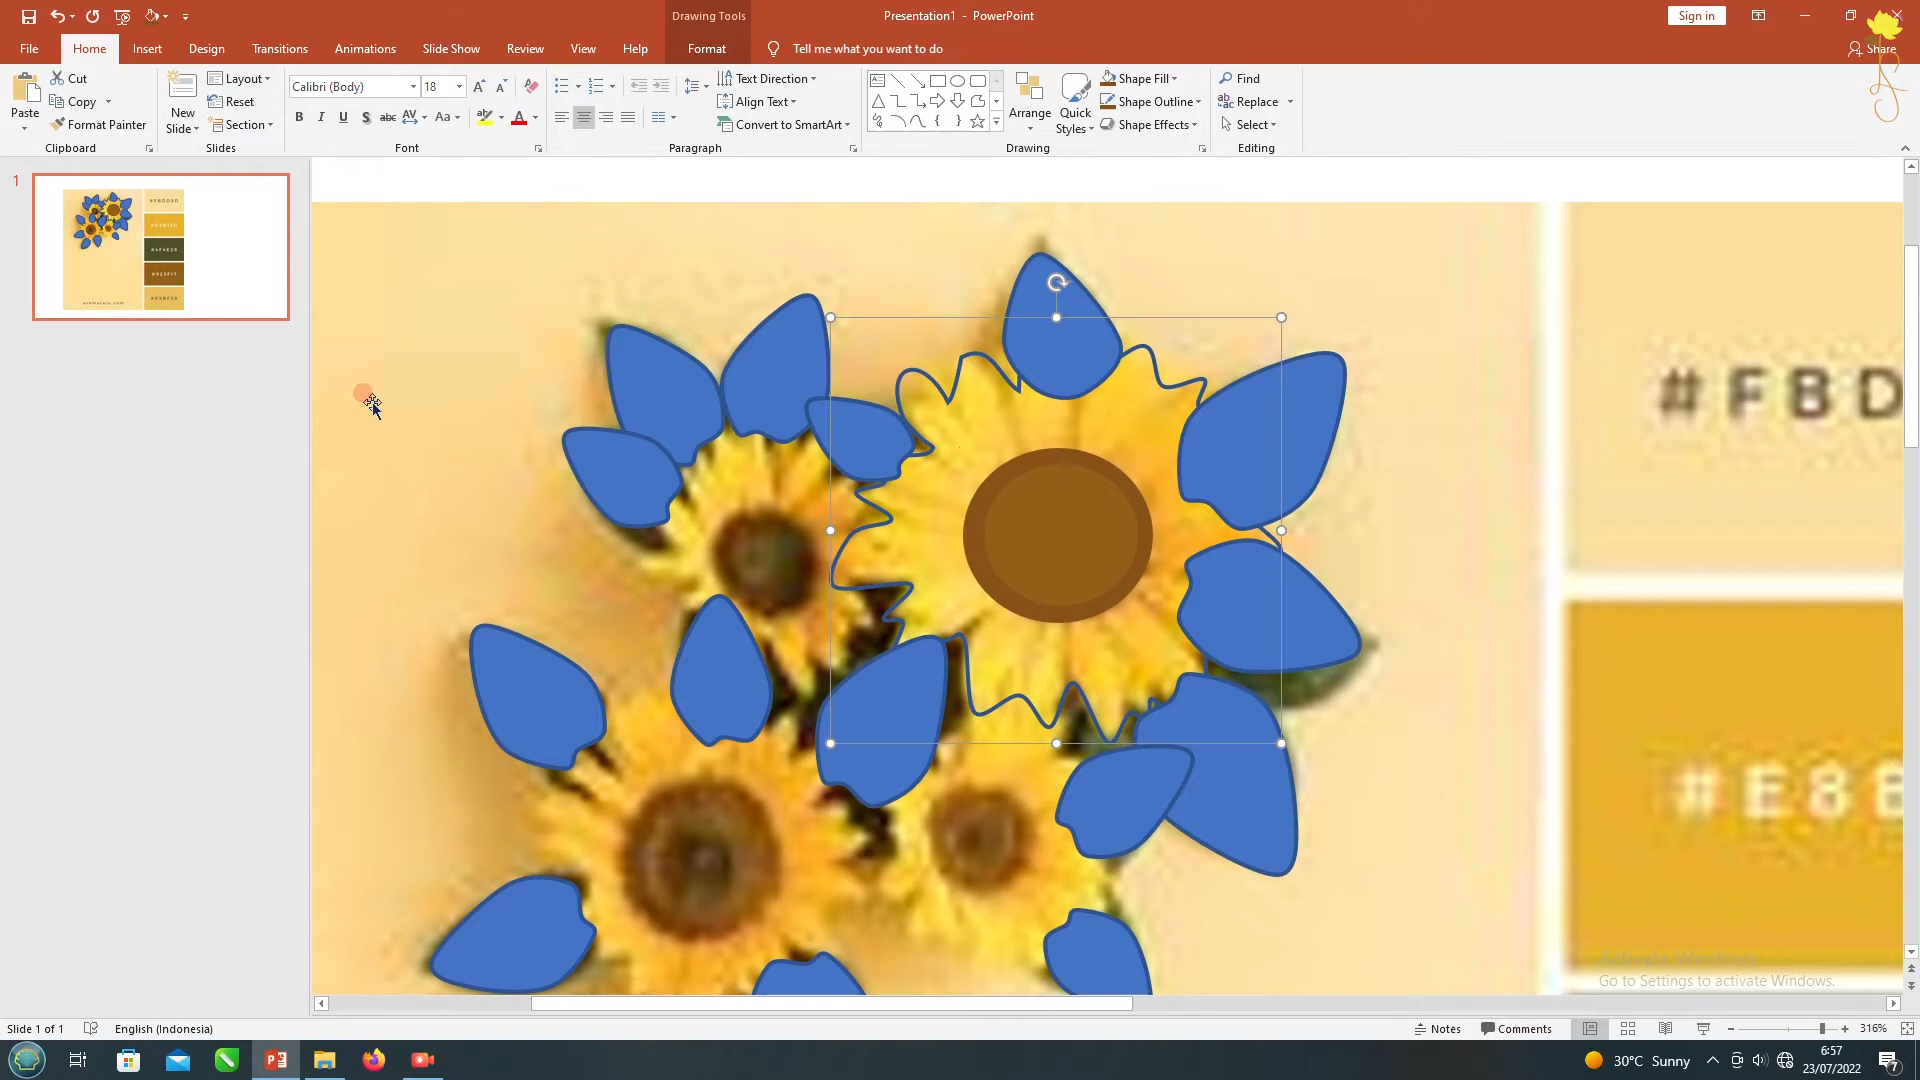 Drawing Tools
Presentation1 - PowerPoint
Sign in
File Home Insert Design Transitions Animations Slide Show Review View Help Format Tell me what you want to do
Share
Paste
Cut
Copy
Format Painter
Clipboard
New
Slide
Layout
Reset
Section
Slides
Calibri (Body) 18
B I U S abc AV Aa A
Font
Text Direction
Align Text
Convert to SmartArt
Paragraph
Arrange
Quick
Styles
Shape Fill
Shape Outline
Shape Effects
Drawing
Find
Replace
Select
Editing
1
#FBD
#E8
Activate Windows
Go to Settings to activate Windows.
Slide 1 of 1 English (Indonesia)
Notes Comments 316%
30°C Sunny
6:57
23/07/2022
7